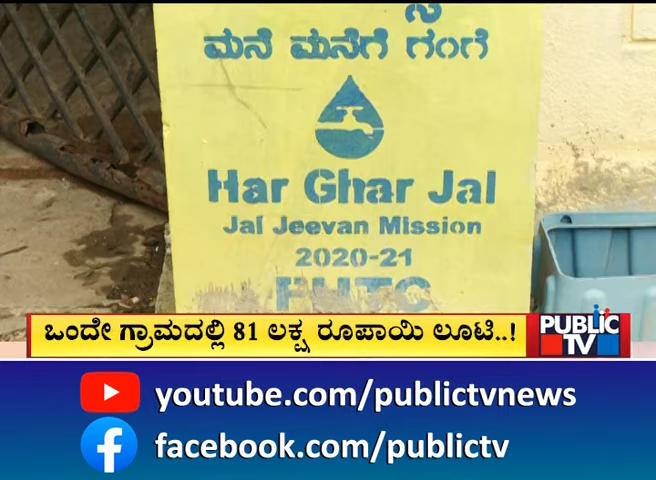 ಮನೆ ಮನೆಗೆ ಗಂಗೆ
Har Ghar Jal
Jal Jeevan Mission
2020-21
FHTC
ಒಂದೇ ಗ್ರಾಮದಲ್ಲಿ 81 ಲಕ್ಷ ರೂಪಾಯಿ ಲೂಟಿ..!
PUBLIC
TV
youtube.com/publictvnews
facebook.com/publictv